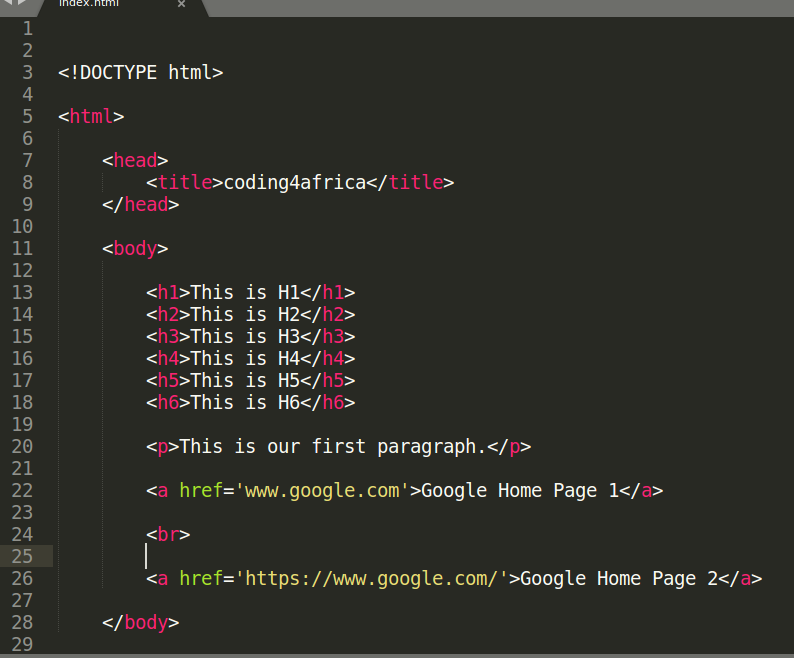 index.html ×
1
2
3 <!DOCTYPE html>
4
5 <html>
6
7 <head>
8 <title>coding4africa</title>
9 </head>
10
11 <body>
12
13 <h1>This is H1</h1>
14 <h2>This is H2</h2>
15 <h3>This is H3</h3>
16 <h4>This is H4</h4>
17 <h5>This is H5</h5>
18 <h6>This is H6</h6>
19
20 <p>This is our first paragraph.</p>
21
22 <a href='www.google.com'>Google Home Page 1</a>
23
24 <br>
25
26 <a href='https://www.google.com/'>Google Home Page 2</a>
27
28 </body>
29